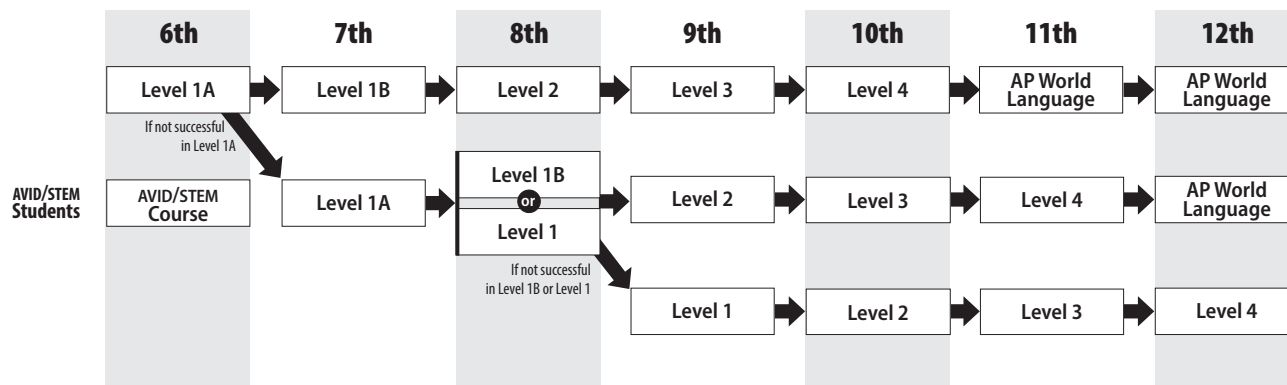 6th 7th 8th 9th 10th 11th 12th
Level 1A Level 1B Level 2 Level 3 Level 4 AP World
Language AP World
Language
If not successful
in Level 1A
AVID/STEM
Students
AVID/STEM
Course
Level 1A
Level 1B
or
Level 1
Level 2
Level 3
Level 4
AP World
Language
If not successful
in Level 1B or Level 1
Level 1 Level 2 Level 3 Level 4